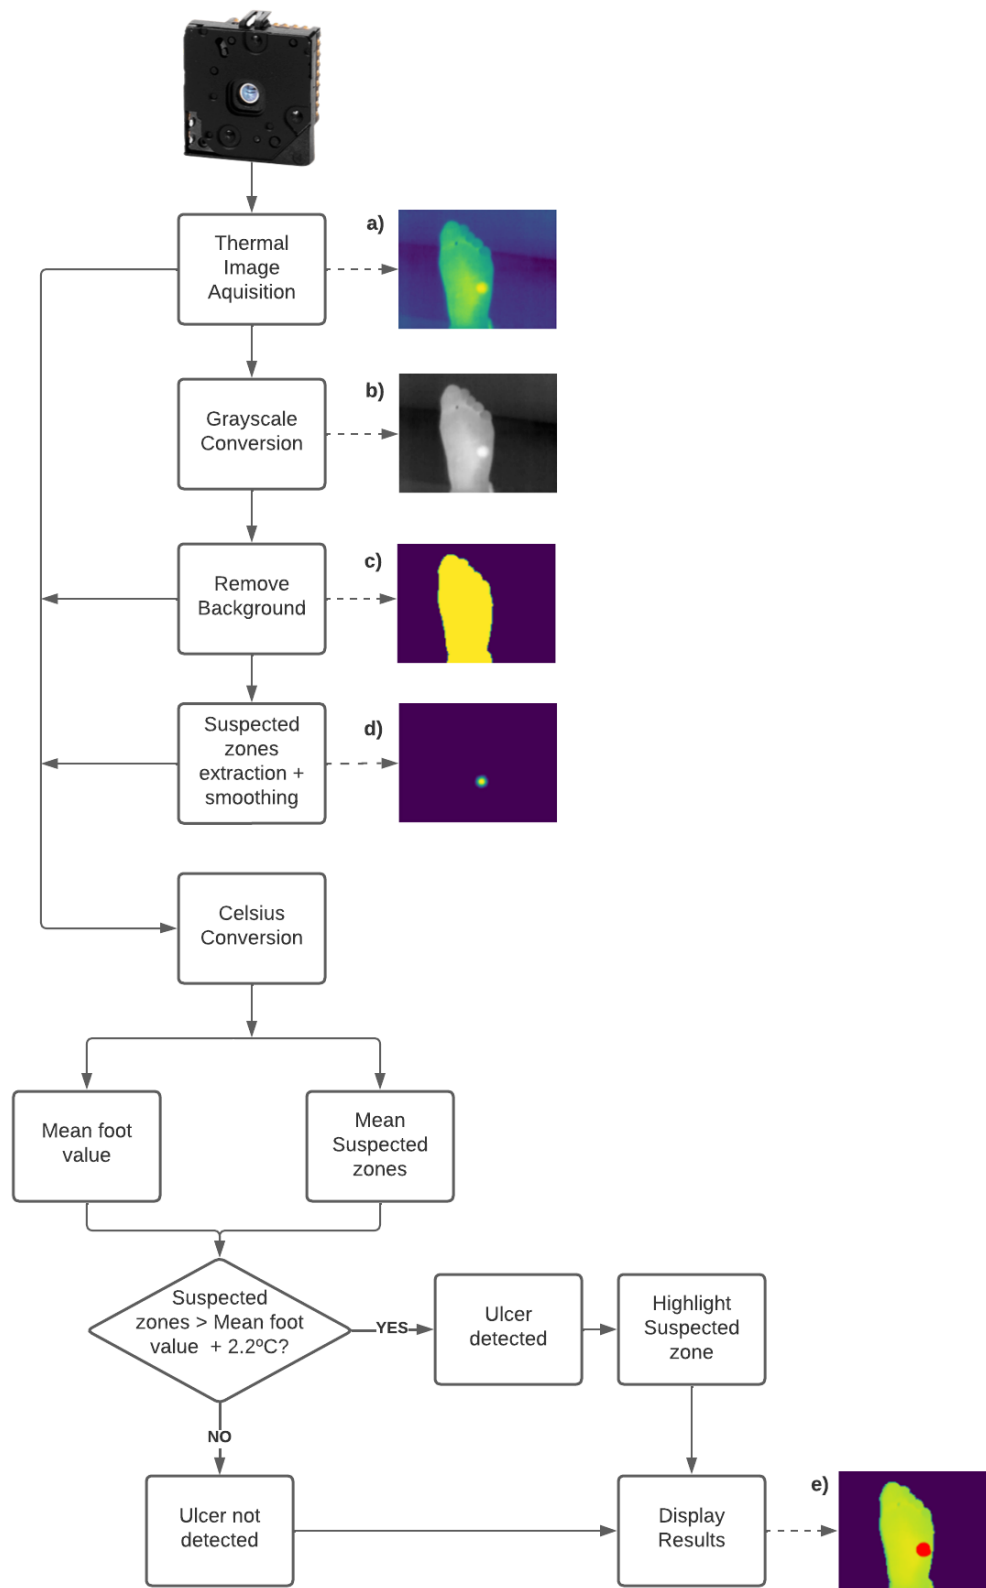 Thermal
Image
Aquisition
a)
Grayscale
Conversion
b)
Remove
Background
c)
Suspected
zones
extraction +
smoothing
d)
Celsius
Conversion
Mean foot
value
Mean
Suspected
zones
Suspected
zones > Mean foot
value + 2.2ºC?
YES
Ulcer
detected
Highlight
Suspected
zone
NO
Ulcer not
detected
Display
Results
e)